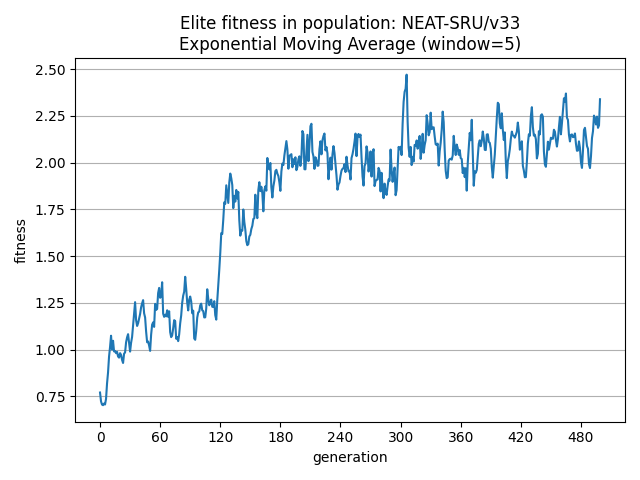 Elite fitness in population: NEAT-SRU/v33
Exponential Moving Average (window=5)
2.50
2.25
2.00
1.75
1.50
1.25
1.00
0.75
fitness
0 60 120 180 240 300 360 420 480
generation